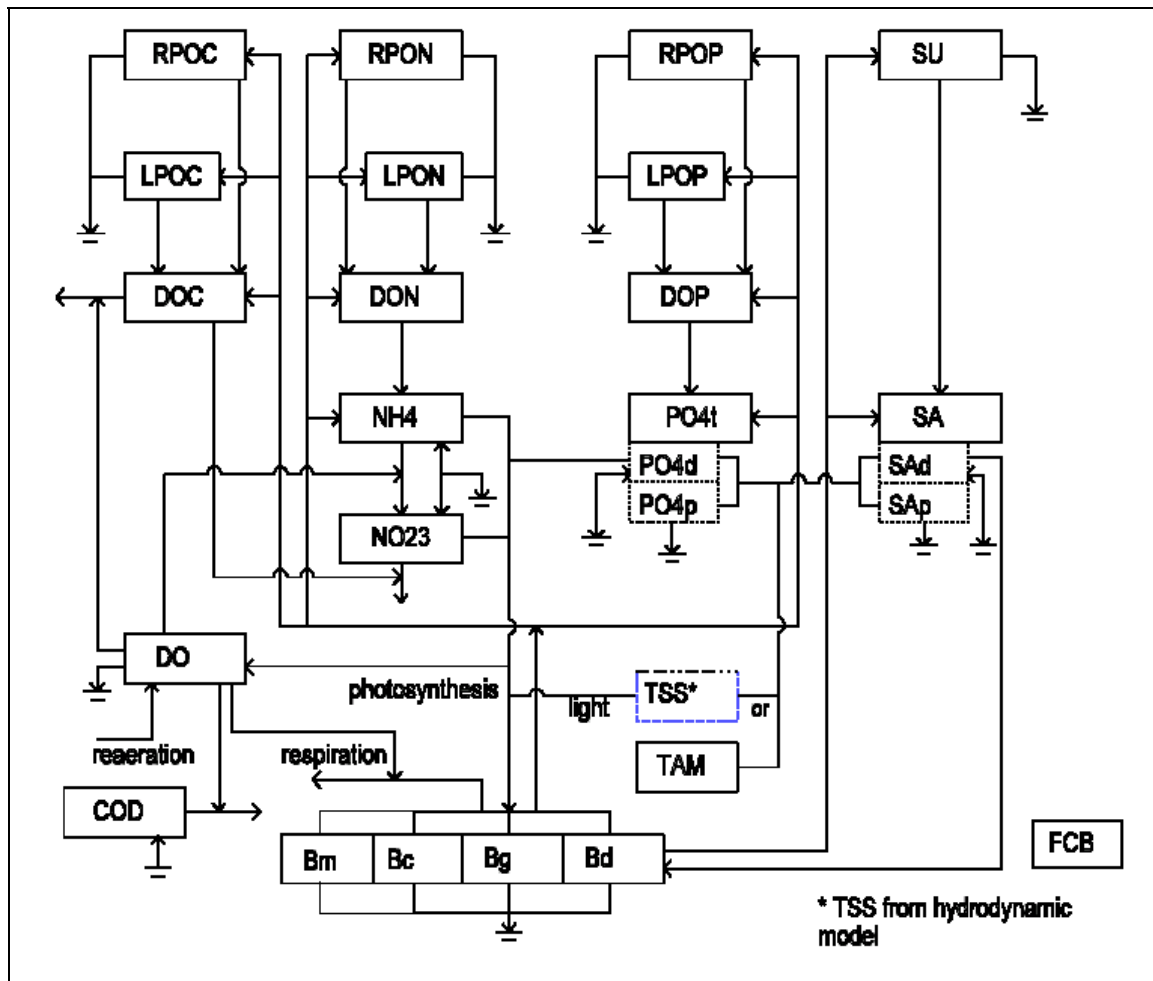 RPOC
RPON
RPOP
SU
LPOC
LPON
LPOP
DOC
DON
DOP
NH4
PO4t
SA
PO4d
SAd
PO4p
SAp
NO23
DO
photosynthesis
light
TSS*
or
reaeration
respiration
TAM
COD
Bm
Bc
Bg
Bd
FCB
* TSS from hydrodynamic
model